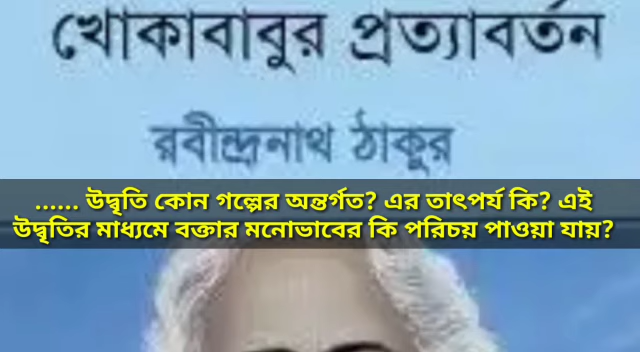 খোকাবাবুর প্রত্যাবর্তন
রবীন্দ্রনাথ ঠাকুর
...... উদ্বৃতি কোন গল্পের অন্তর্গত? এর তাৎপর্য কি? এই
উদ্বৃতির মাধ্যমে বক্তার মনোভাবের কি পরিচয় পাওয়া যায়?